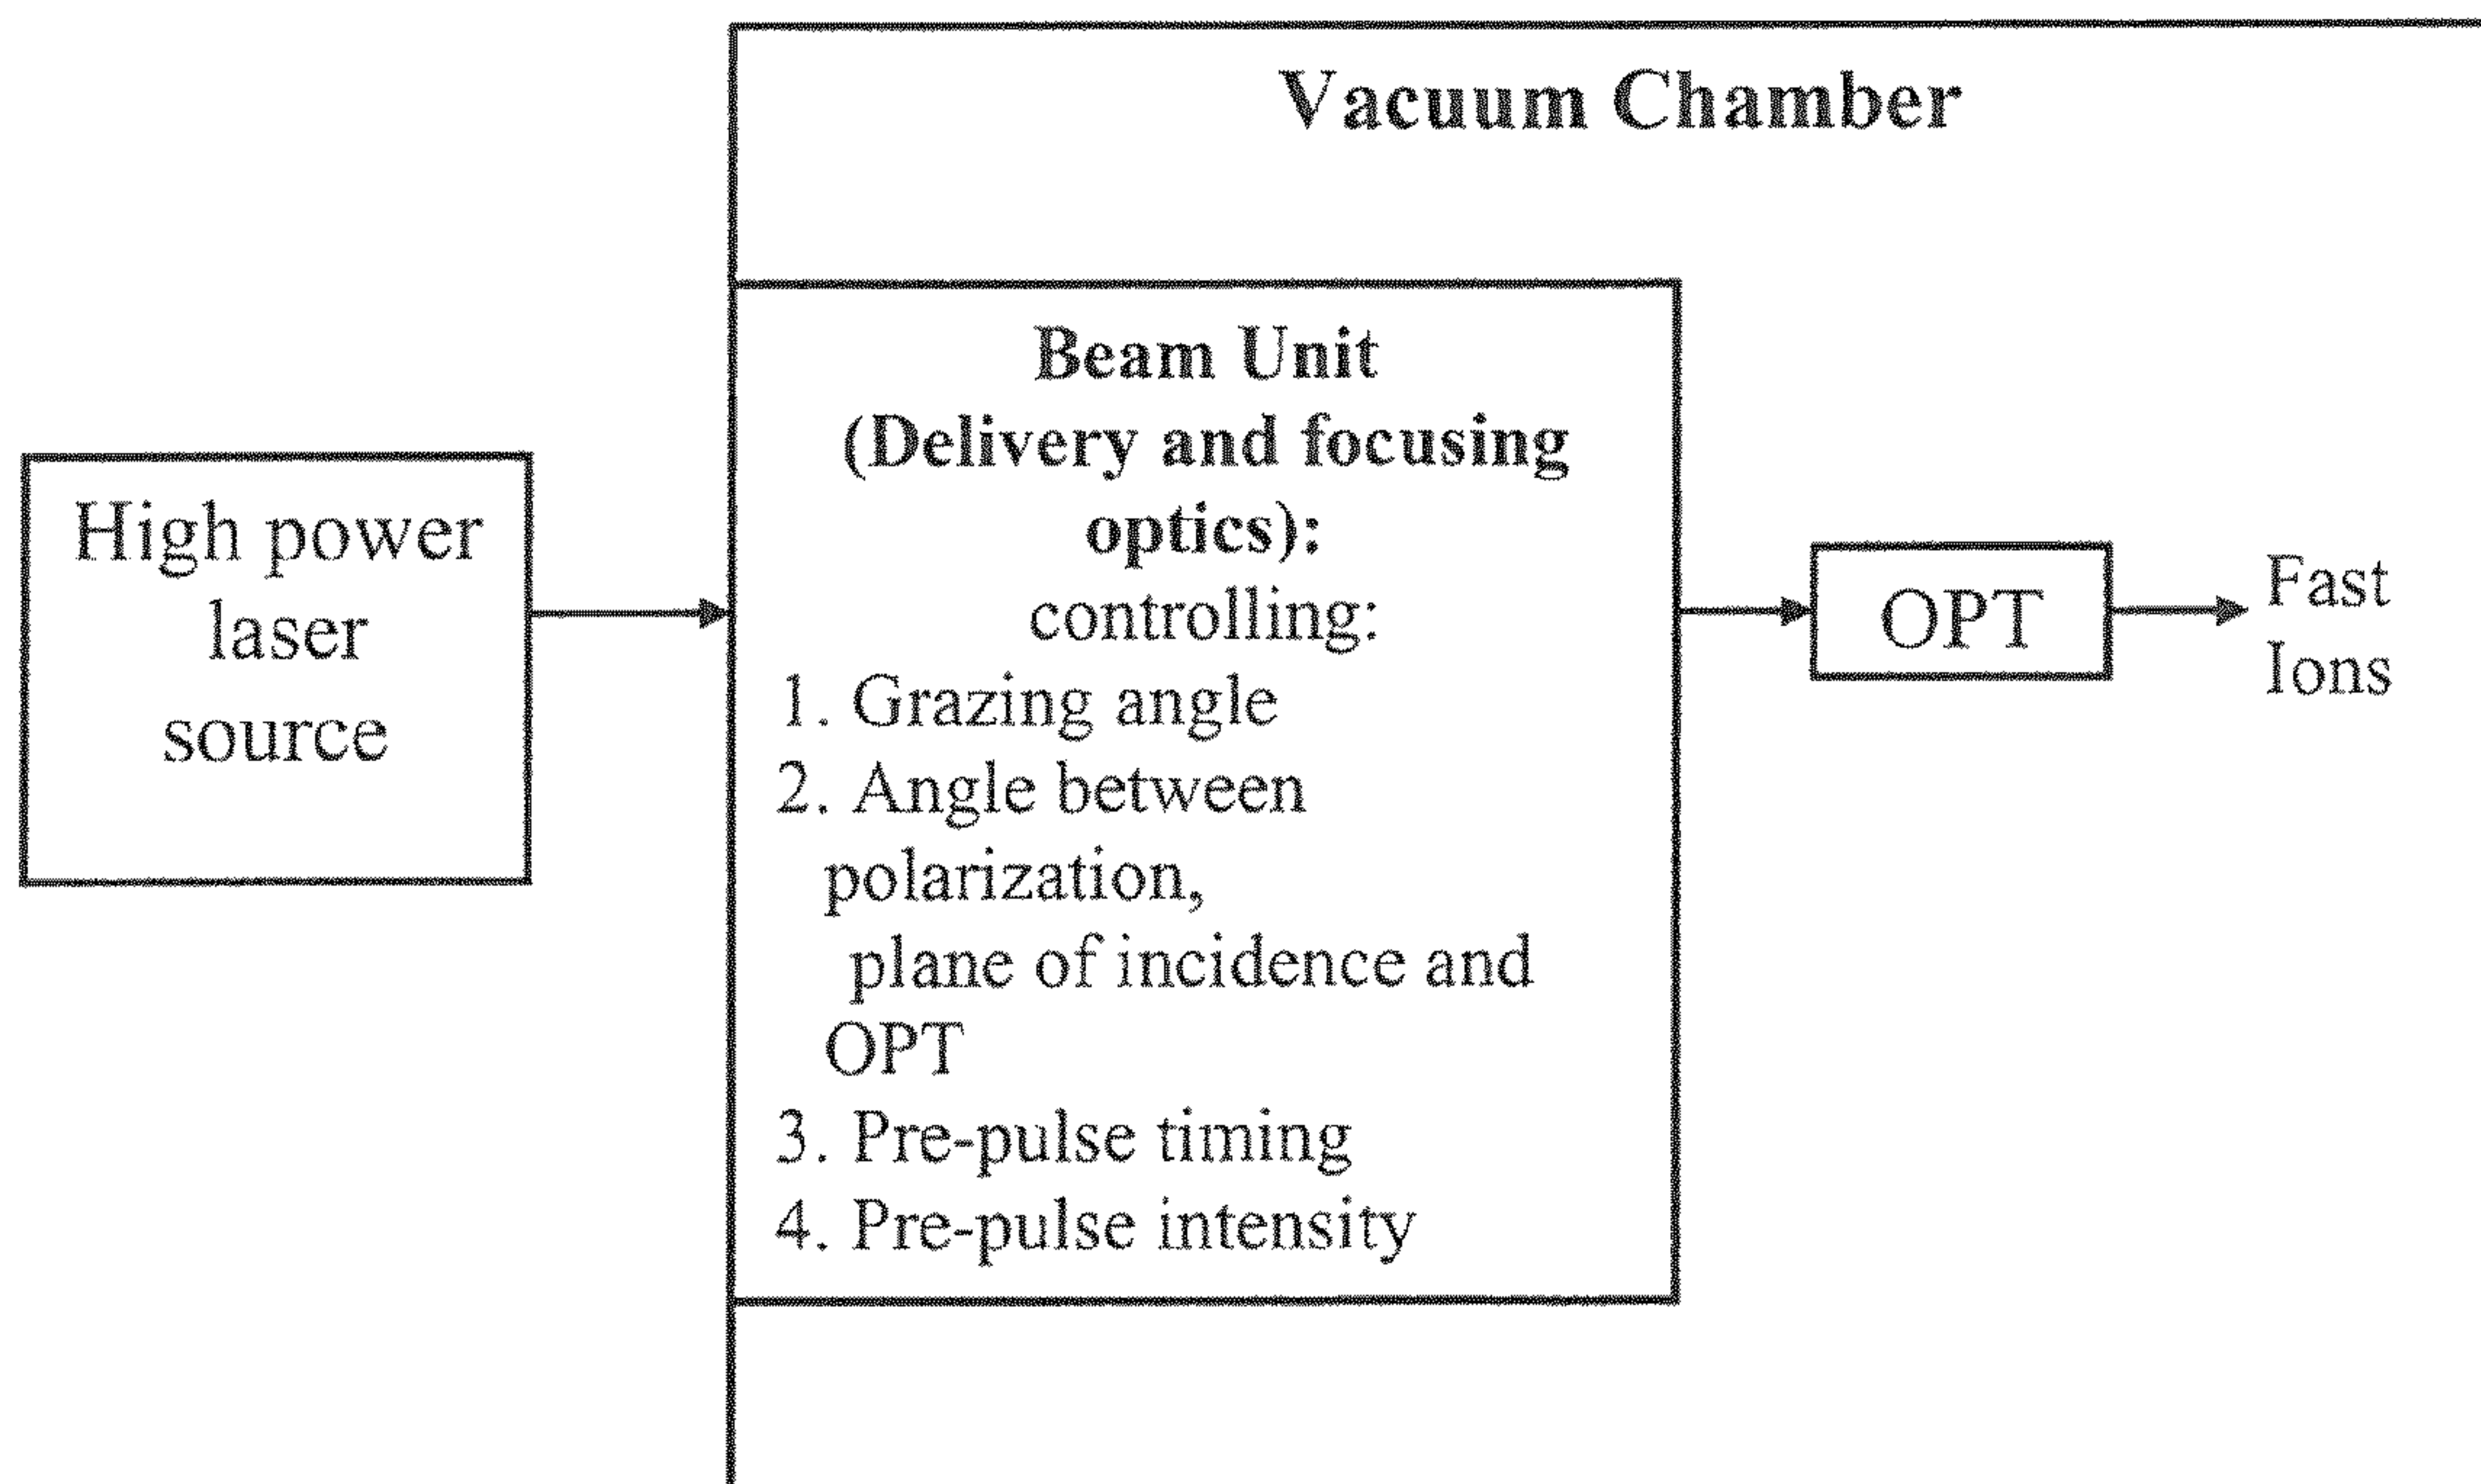 Vacuum Chamber
High power
laser
source
Beam Unit
(Delivery and focusing
optics):
controlling:
1. Grazing angle
2. Angle between
polarization,
plane of incidence and
OPT
3. Pre-pulse timing
4. Pre-pulse intensity
OPT
Fast
Ions